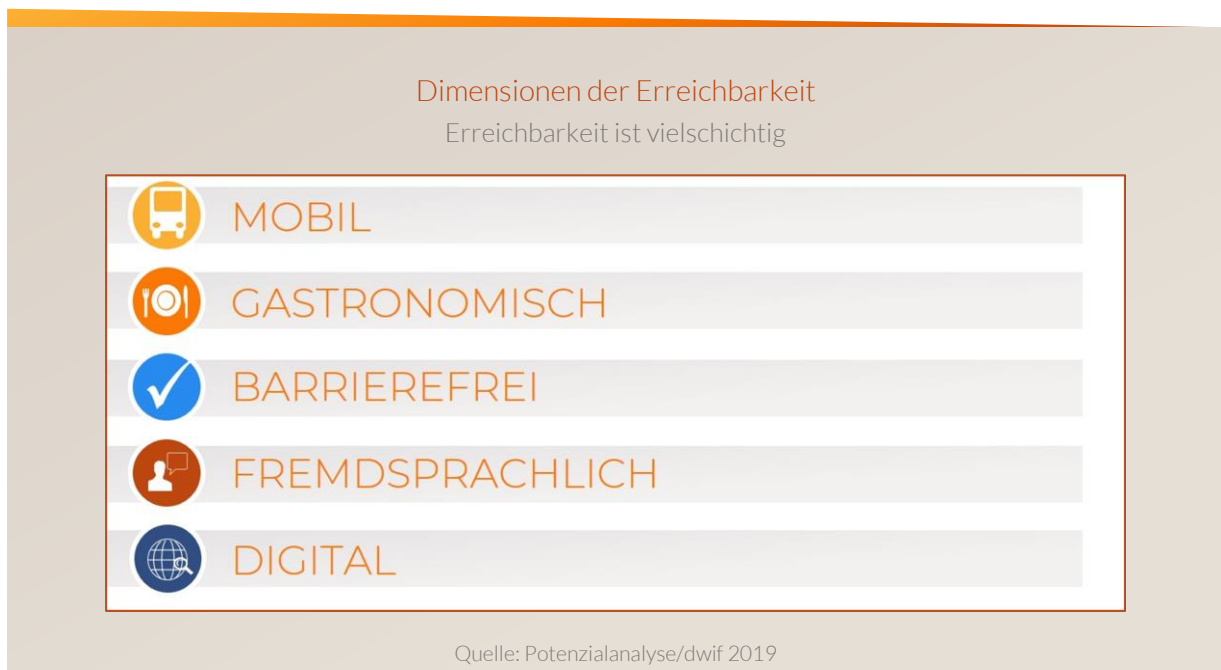 Dimensionen der Erreichbarkeit
Erreichbarkeit ist vielschichtig
MOBIL
GASTRONOMISCH
BARRIEREFREI
FREMDSPRACHLICH
DIGITAL
Quelle: Potenzialanalyse/dwif 2019